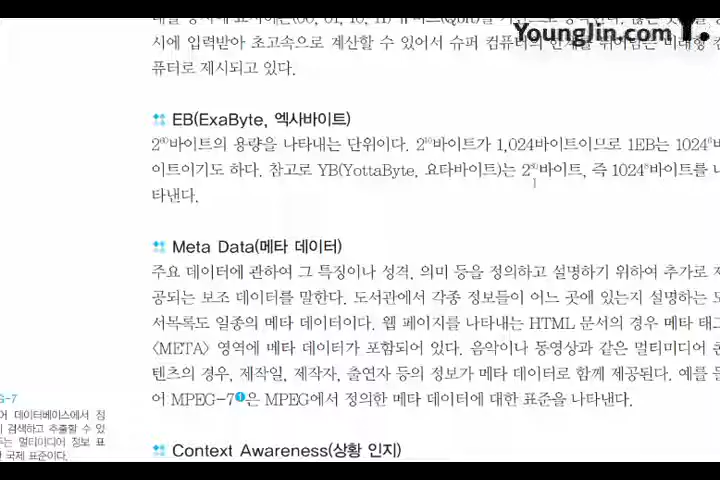 YoungJin.com Y.
시에 입력받아 초고속으로 계산할 수 있어서 슈퍼 컴퓨터의 한계를 뛰어넘는 미래형 컴
퓨터로 제시되고 있다.
EB(ExaByte, 엑사바이트)
2⁶⁰바이트의 용량을 나타내는 단위이다. 2¹⁰바이트가 1,024바이트이므로 1EB는 1024⁶바
이트이기도 하다. 참고로 YB(YottaByte, 요타바이트)는 2⁸⁰바이트, 즉 1024⁸바이트를 나
타낸다.
Meta Data(메타 데이터)
주요 데이터에 관하여 그 특징이나 성격, 의미 등을 정의하고 설명하기 위하여 추가로 제
공되는 보조 데이터를 말한다. 도서관에서 각종 정보들이 어느 곳에 있는지 설명하는 도
서목록도 일종의 메타 데이터이다. 웹 페이지를 나타내는 HTML 문서의 경우 메타 태그
〈META〉 영역에 메타 데이터가 포함되어 있다. 음악이나 동영상과 같은 멀티미디어 콘
텐츠의 경우, 제작일, 제작자, 출연자 등의 정보가 메타 데이터로 함께 제공된다. 예를 들
어 MPEG-7❶은 MPEG에서 정의한 메타 데이터에 대한 표준을 나타낸다.
G-7
어 데이터베이스에서 정
검색하고 추출할 수 있
는 멀티미디어 정보 표
국제 표준이다.
Context Awareness(상황 인지)